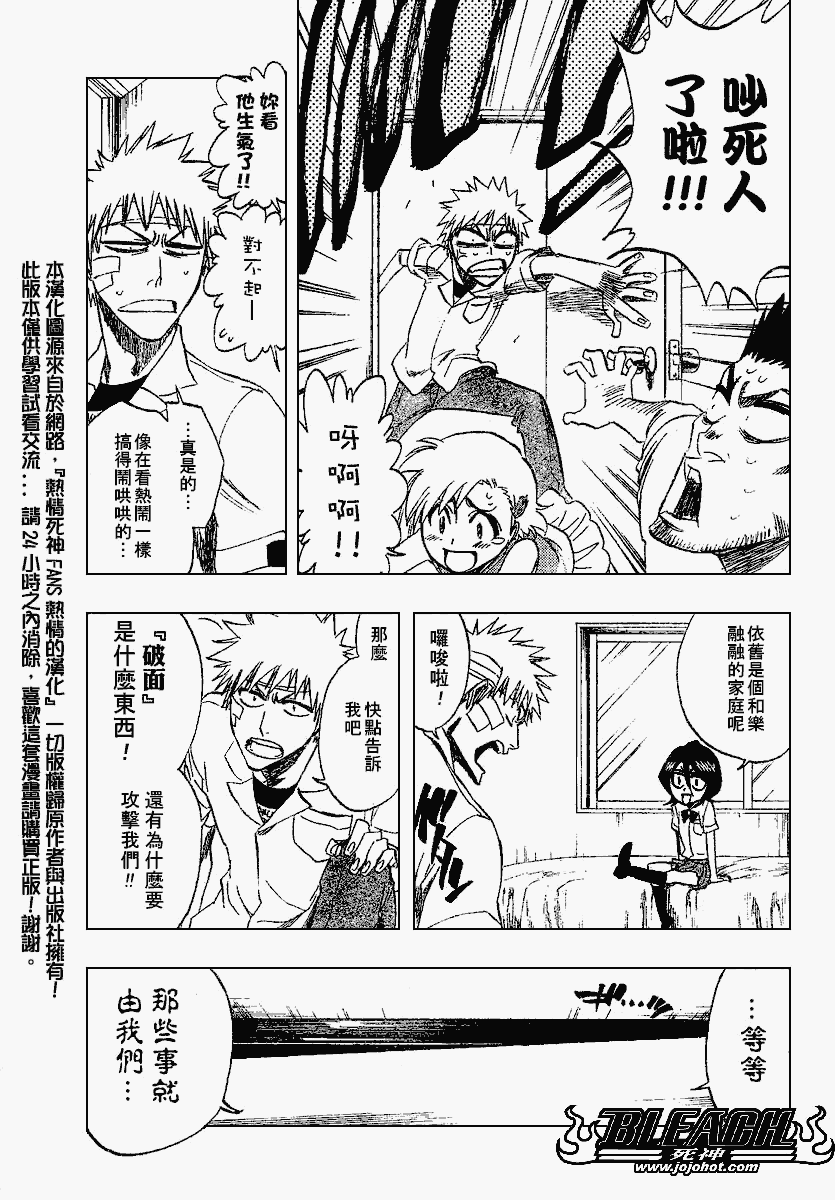 吵死人
了啦!!!
呀啊啊!!
妳看
他生氣了!!
對不起—
…真是的…
像在看熱鬧一樣
搞得鬧哄哄的…
依舊是個和樂
融融的家庭呢
囉唆啦!
那麼
快點告訴
我吧
『破面』
是什麼東西!
還有為什麼要
攻擊我們!!
…等等
那些事就
由我們…
本漢化圖源來自於網路,『熱情死神 FANS 熱情的漢化』一切版權歸原作者與出版社擁有!
此版本僅供學習試看交流... 請 24 小時之內消除,喜歡這套漫畫請購買正版!謝謝。
BLEACH
死神
www.jojohot.com